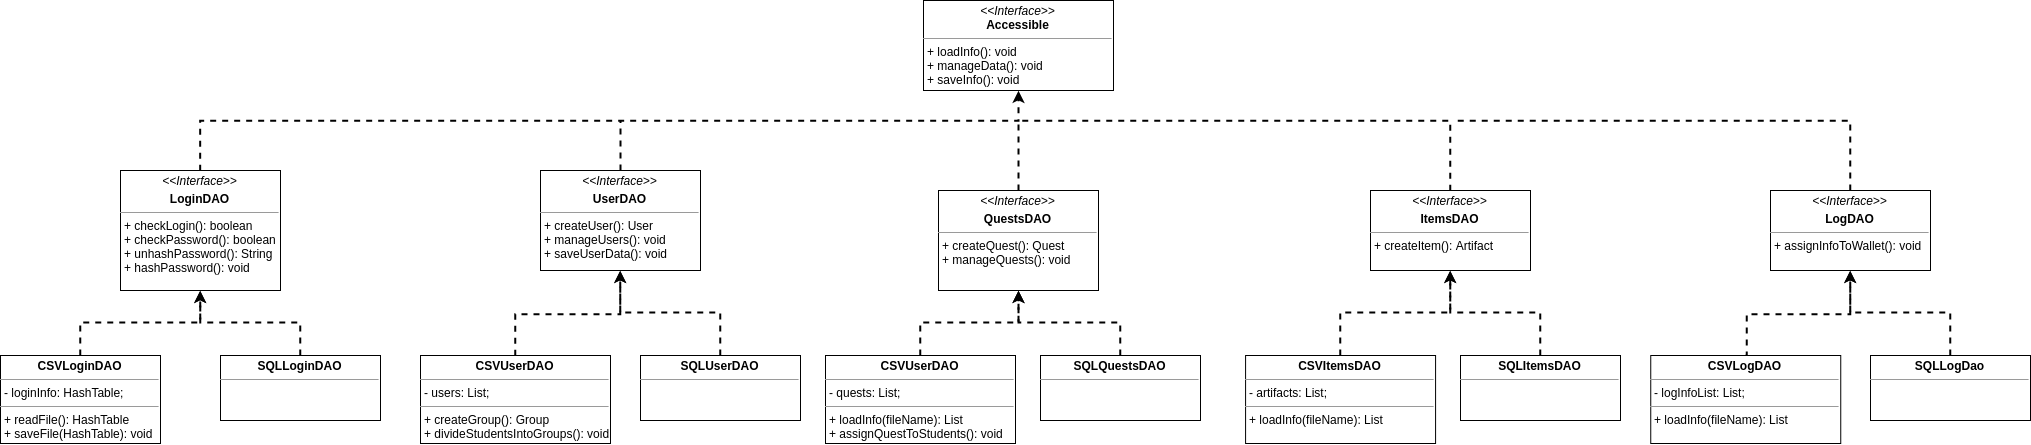 <<Interface>>
Accessible
+ loadInfo(): void
+ manageData(): void
+ saveInfo(): void
<<Interface>>
LoginDAO
+ checkLogin(): boolean
+ checkPassword(): boolean
+ unhashPassword(): String
+ hashPassword(): void
<<Interface>>
UserDAO
+ createUser(): User
+ manageUsers(): void
+ saveUserData(): void
<<Interface>>
QuestsDAO
+ createQuest(): Quest
+ manageQuests(): void
<<Interface>>
ItemsDAO
+ createItem(): Artifact
<<Interface>>
LogDAO
+ assignInfoToWallet(): void
CSVLoginDAO
- loginInfo: HashTable;
+ readFile(): HashTable
+ saveFile(HashTable): void
SQLLoginDAO
CSVUserDAO
- users: List;
+ createGroup(): Group
+ divideStudentsIntoGroups(): void
SQLUserDAO
CSVUserDAO
- quests: List;
+ loadInfo(fileName): List
+ assignQuestToStudents(): void
SQLQuestsDAO
CSVItemsDAO
- artifacts: List;
+ loadInfo(fileName): List
SQLItemsDAO
CSVLogDAO
- logInfoList: List;
+ loadInfo(fileName): List
SQLLogDao